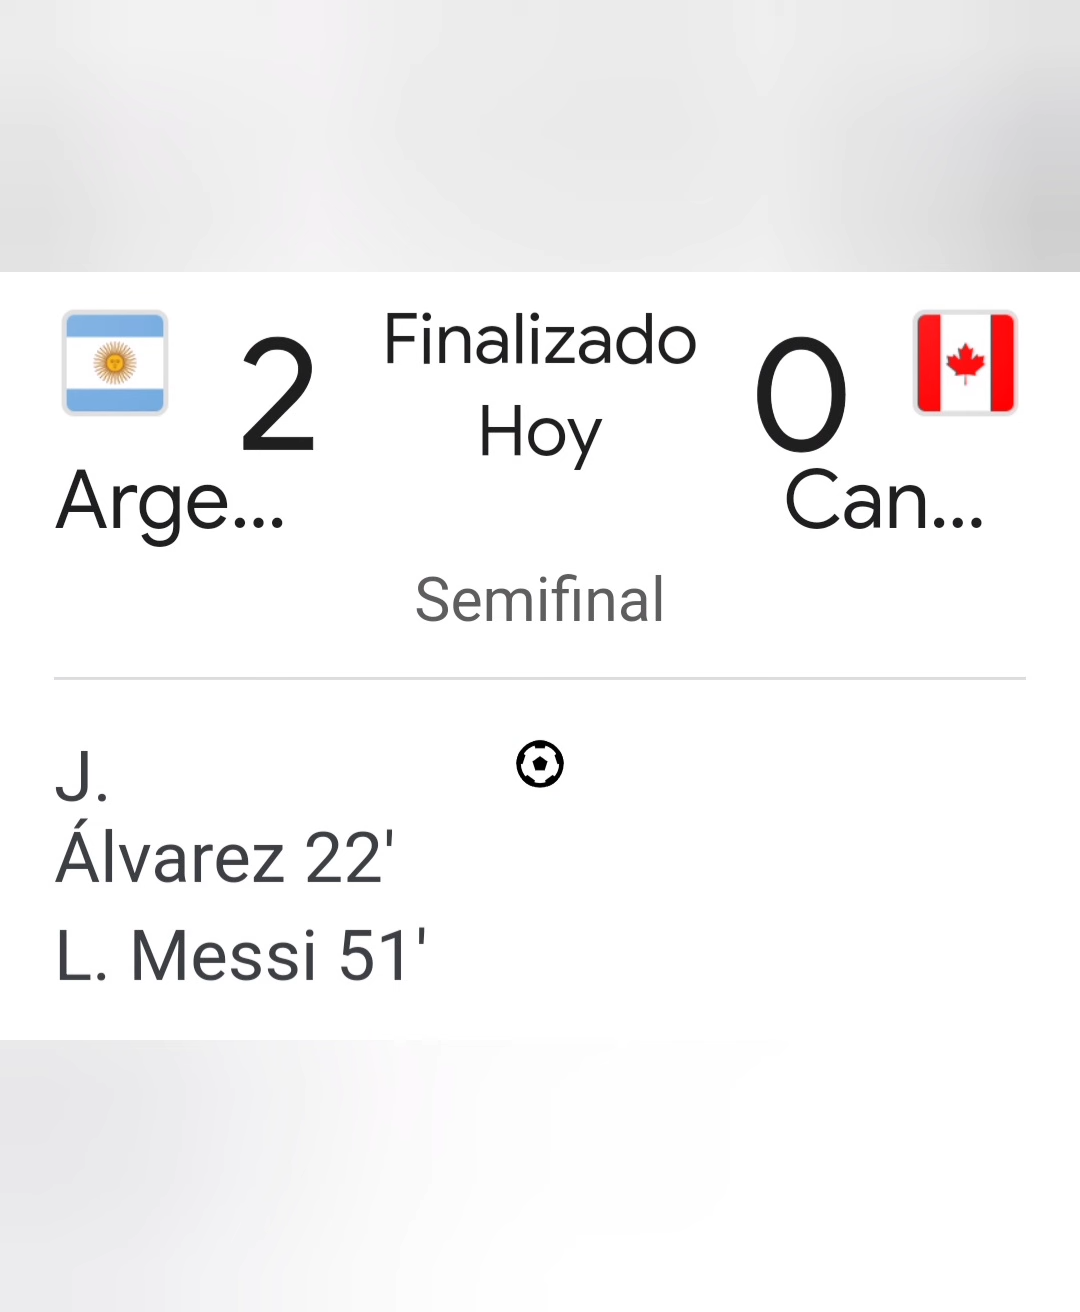 2 Finalizado 0
Hoy
Arge... Can...
Semifinal
J.
Álvarez 22'
L. Messi 51'